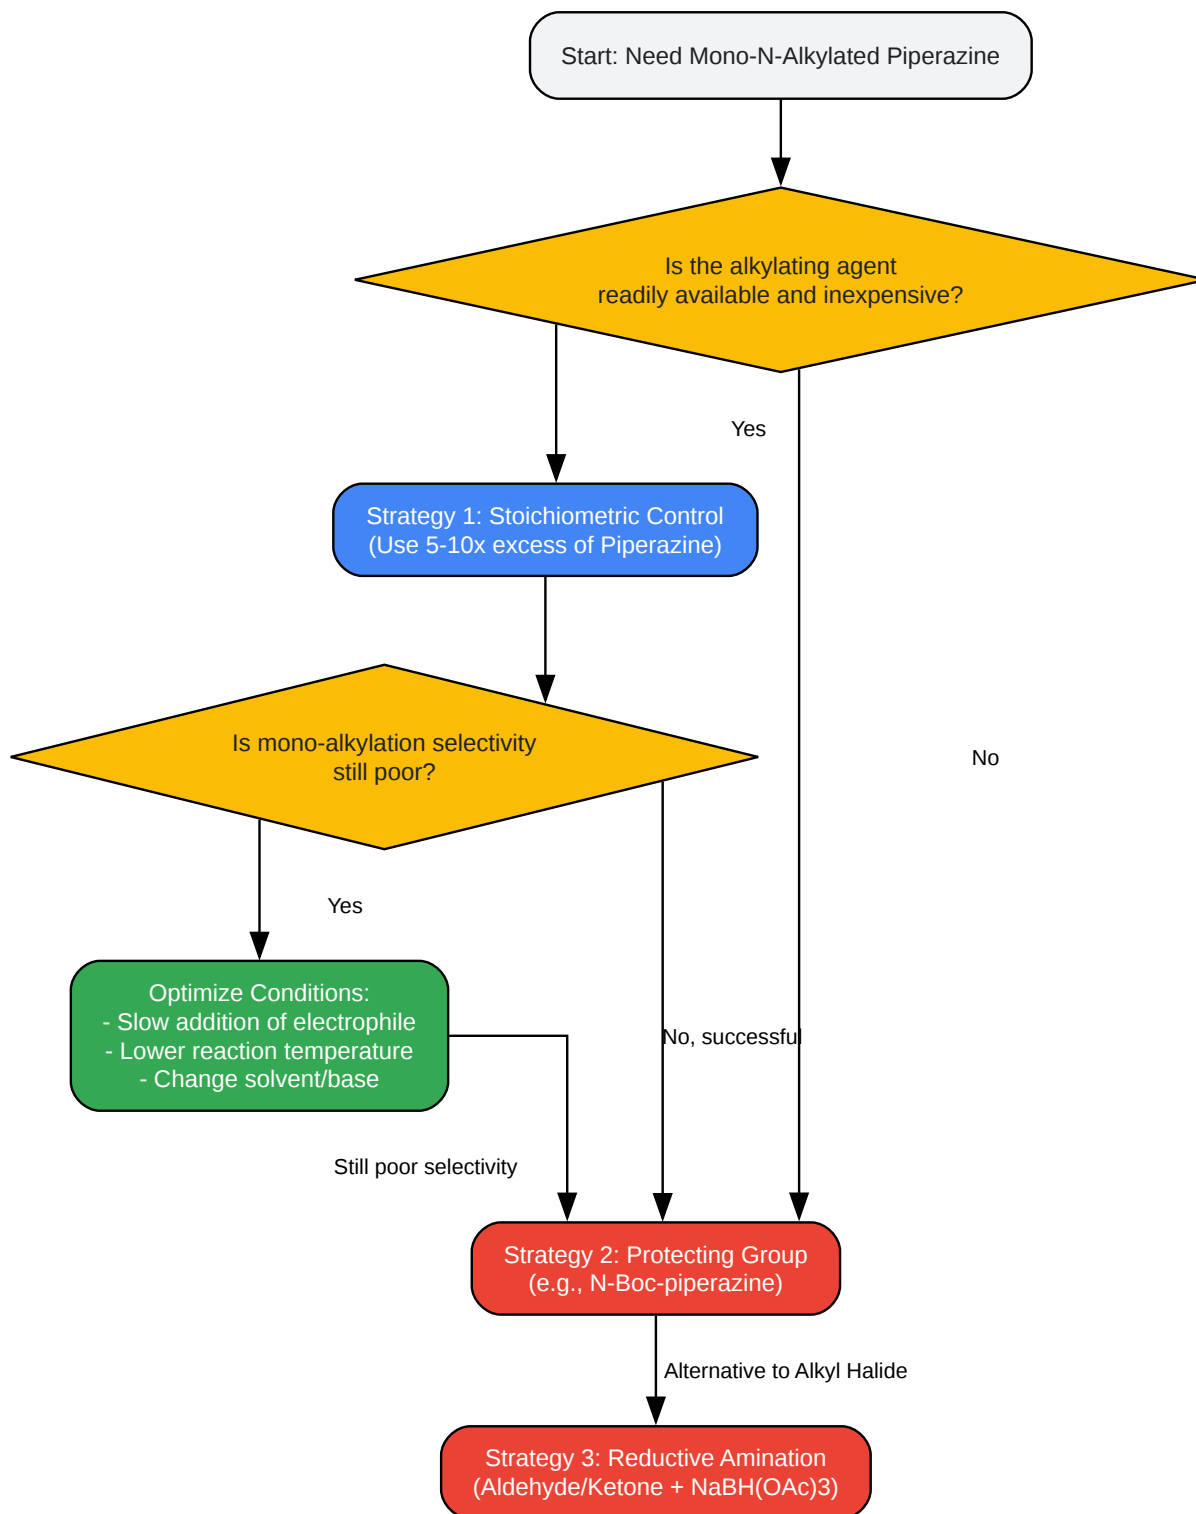 Start: Need Mono-N-Alkylated Piperazine
Is the alkylating agent
readily available and inexpensive?
Yes
Strategy 1: Stoichiometric Control
(Use 5-10x excess of Piperazine)
Is mono-alkylation selectivity
still poor?
No
Yes
Optimize Conditions:
- Slow addition of electrophile
- Lower reaction temperature
- Change solvent/base
No, successful
Still poor selectivity
Strategy 2: Protecting Group
(e.g., N-Boc-piperazine)
Alternative to Alkyl Halide
Strategy 3: Reductive Amination
(Aldehyde/Ketone + NaBH(OAc)3)